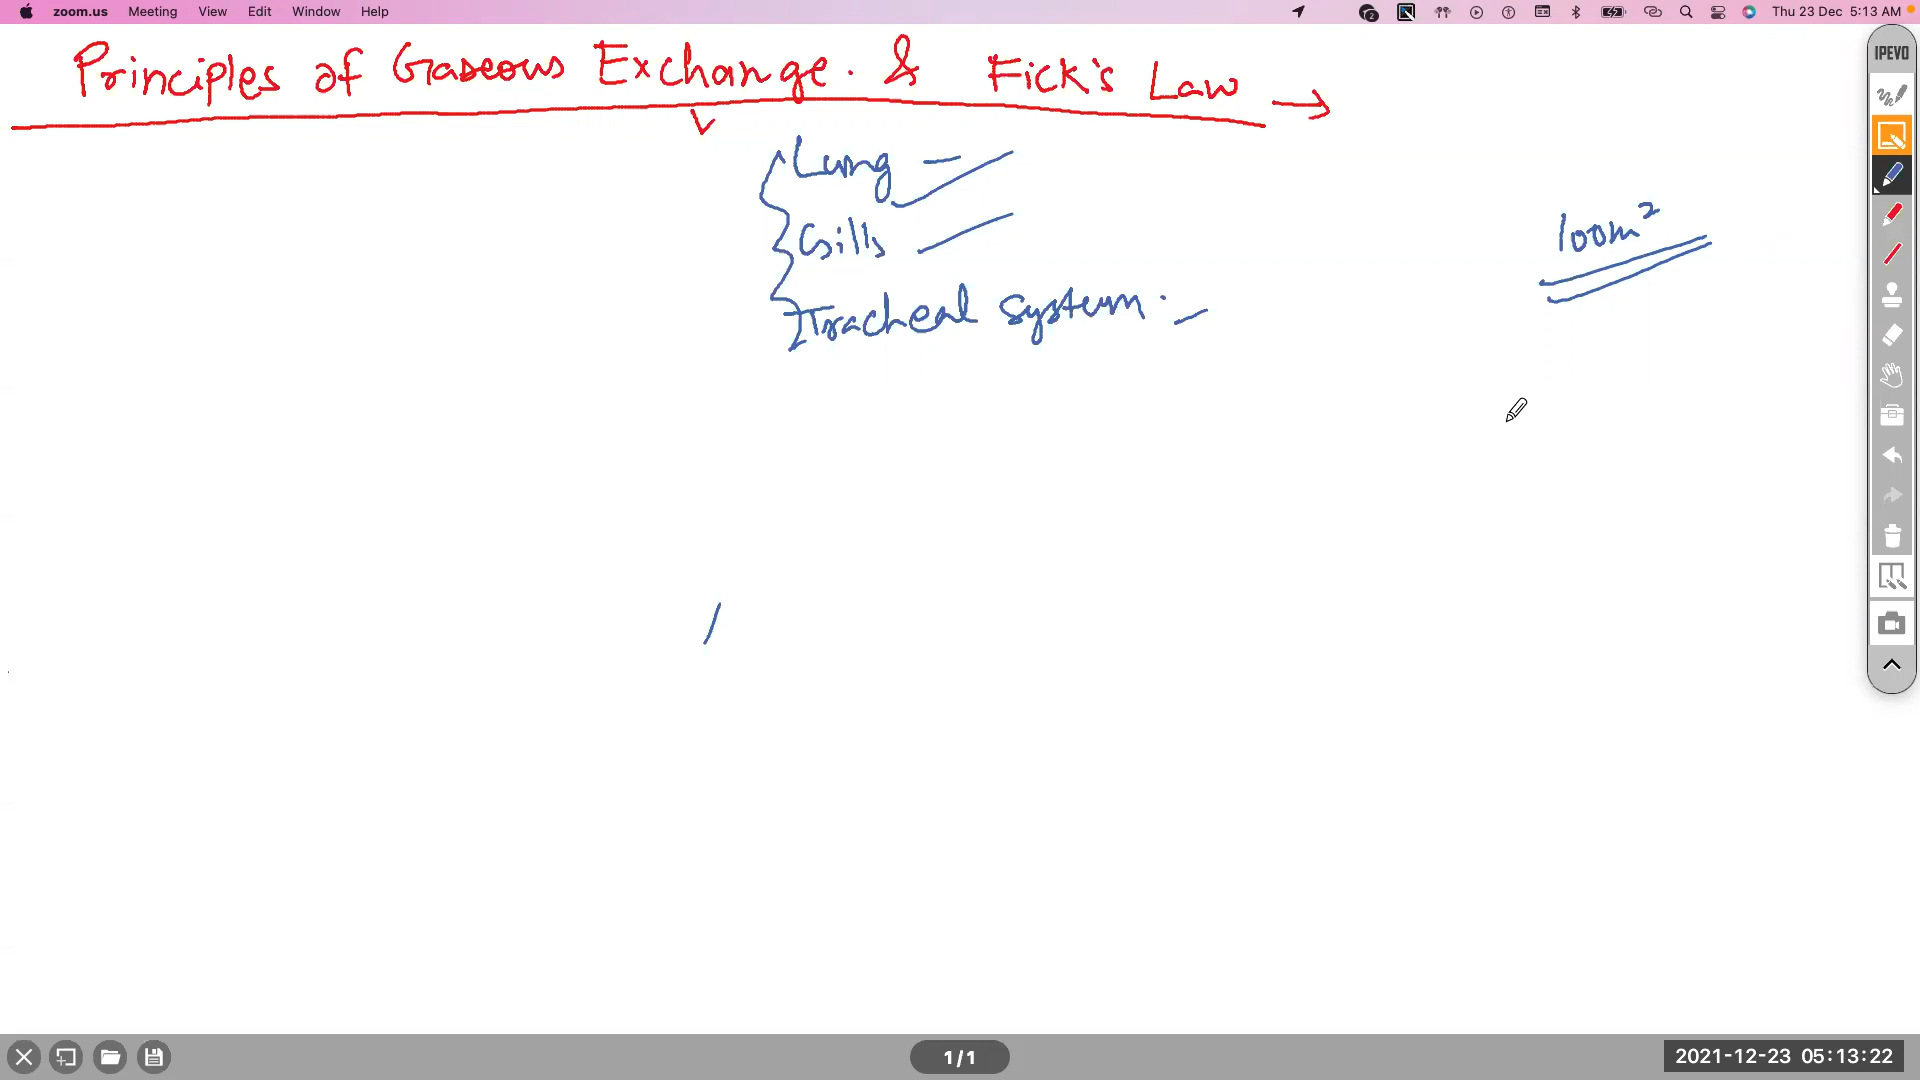 zoom.us Meeting View Edit Window Help
Thu 23 Dec 5:13 AM
IPEVO
Principles of Gaseous Exchange. & Fick's Law →
Lung
Gills
Tracheal system.
100m²
1/1
2021-12-23 05:13:22